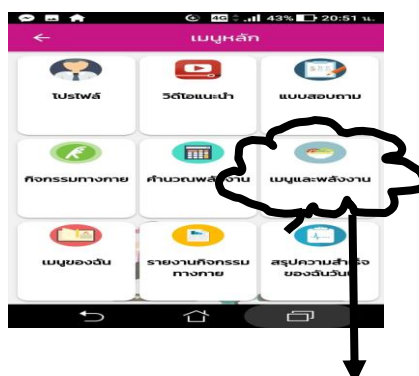 4G 43% 20:51 น.
เมนูหลัก
โปรไฟล์ วิดีโอแนะนำ แบบสอบถาม
กิจกรรมทางกาย คำนวณพลังงาน เมนูและพลังงาน
เมนูของฉัน รายงานกิจกรรม สรุปความสำเร็จ
ทางกาย ของฉันวันนี้